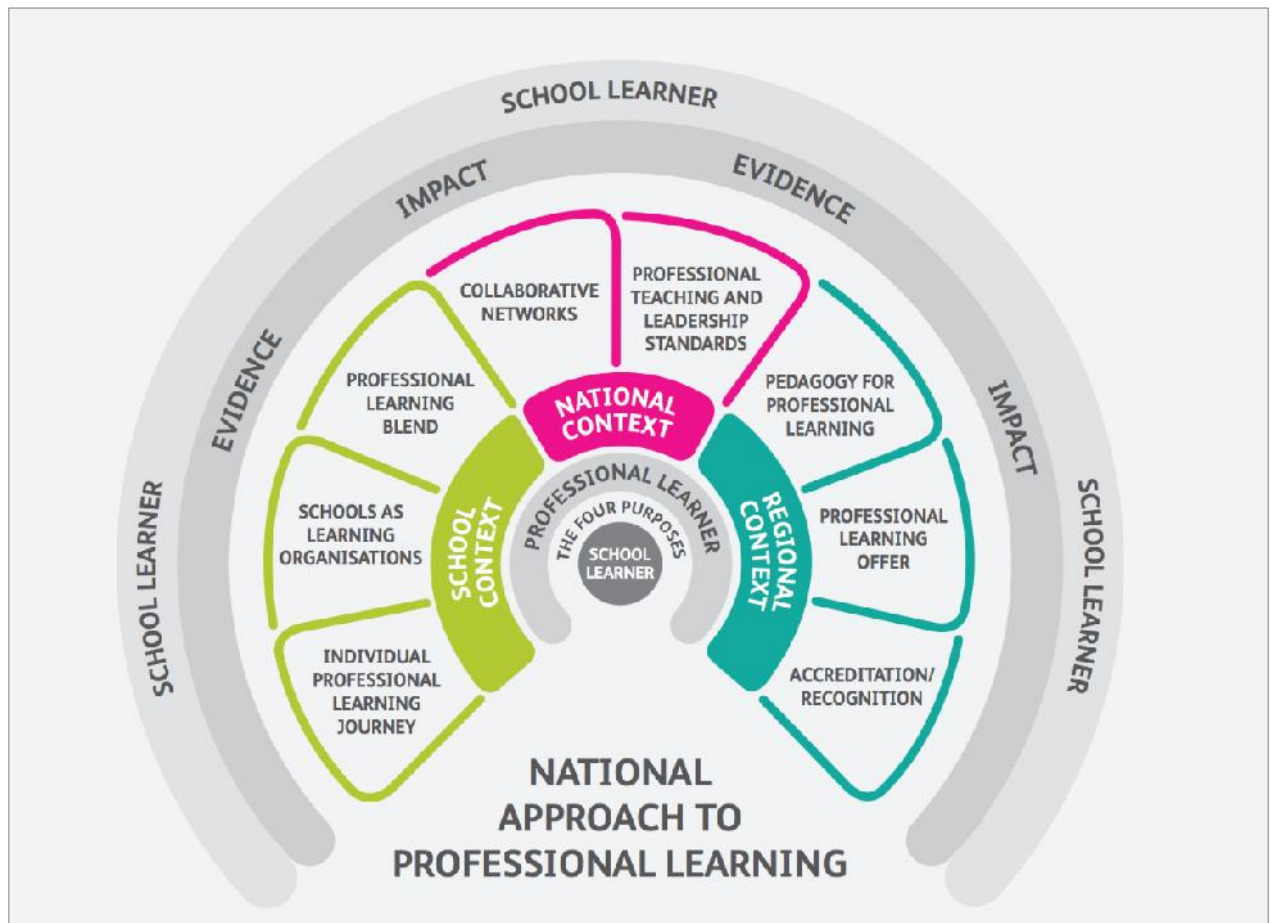 SCHOOL LEARNER
IMPACT
EVIDENCE
EVIDENCE
IMPACT
SCHOOL LEARNER
SCHOOL LEARNER
COLLABORATIVE
NETWORKS
PROFESSIONAL
TEACHING AND
LEADERSHIP
STANDARDS
PROFESSIONAL
LEARNING
BLEND
PEDAGOGY FOR
PROFESSIONAL
LEARNING
SCHOOLS AS
LEARNING
ORGANISATIONS
PROFESSIONAL
LEARNING
OFFER
INDIVIDUAL
PROFESSIONAL
LEARNING
JOURNEY
ACCREDITATION/
RECOGNITION
NATIONAL
CONTEXT
SCHOOL
CONTEXT
REGIONAL
CONTEXT
PROFESSIONAL LEARNER
THE FOUR PURPOSES
SCHOOL
LEARNER
NATIONAL
APPROACH TO
PROFESSIONAL LEARNING